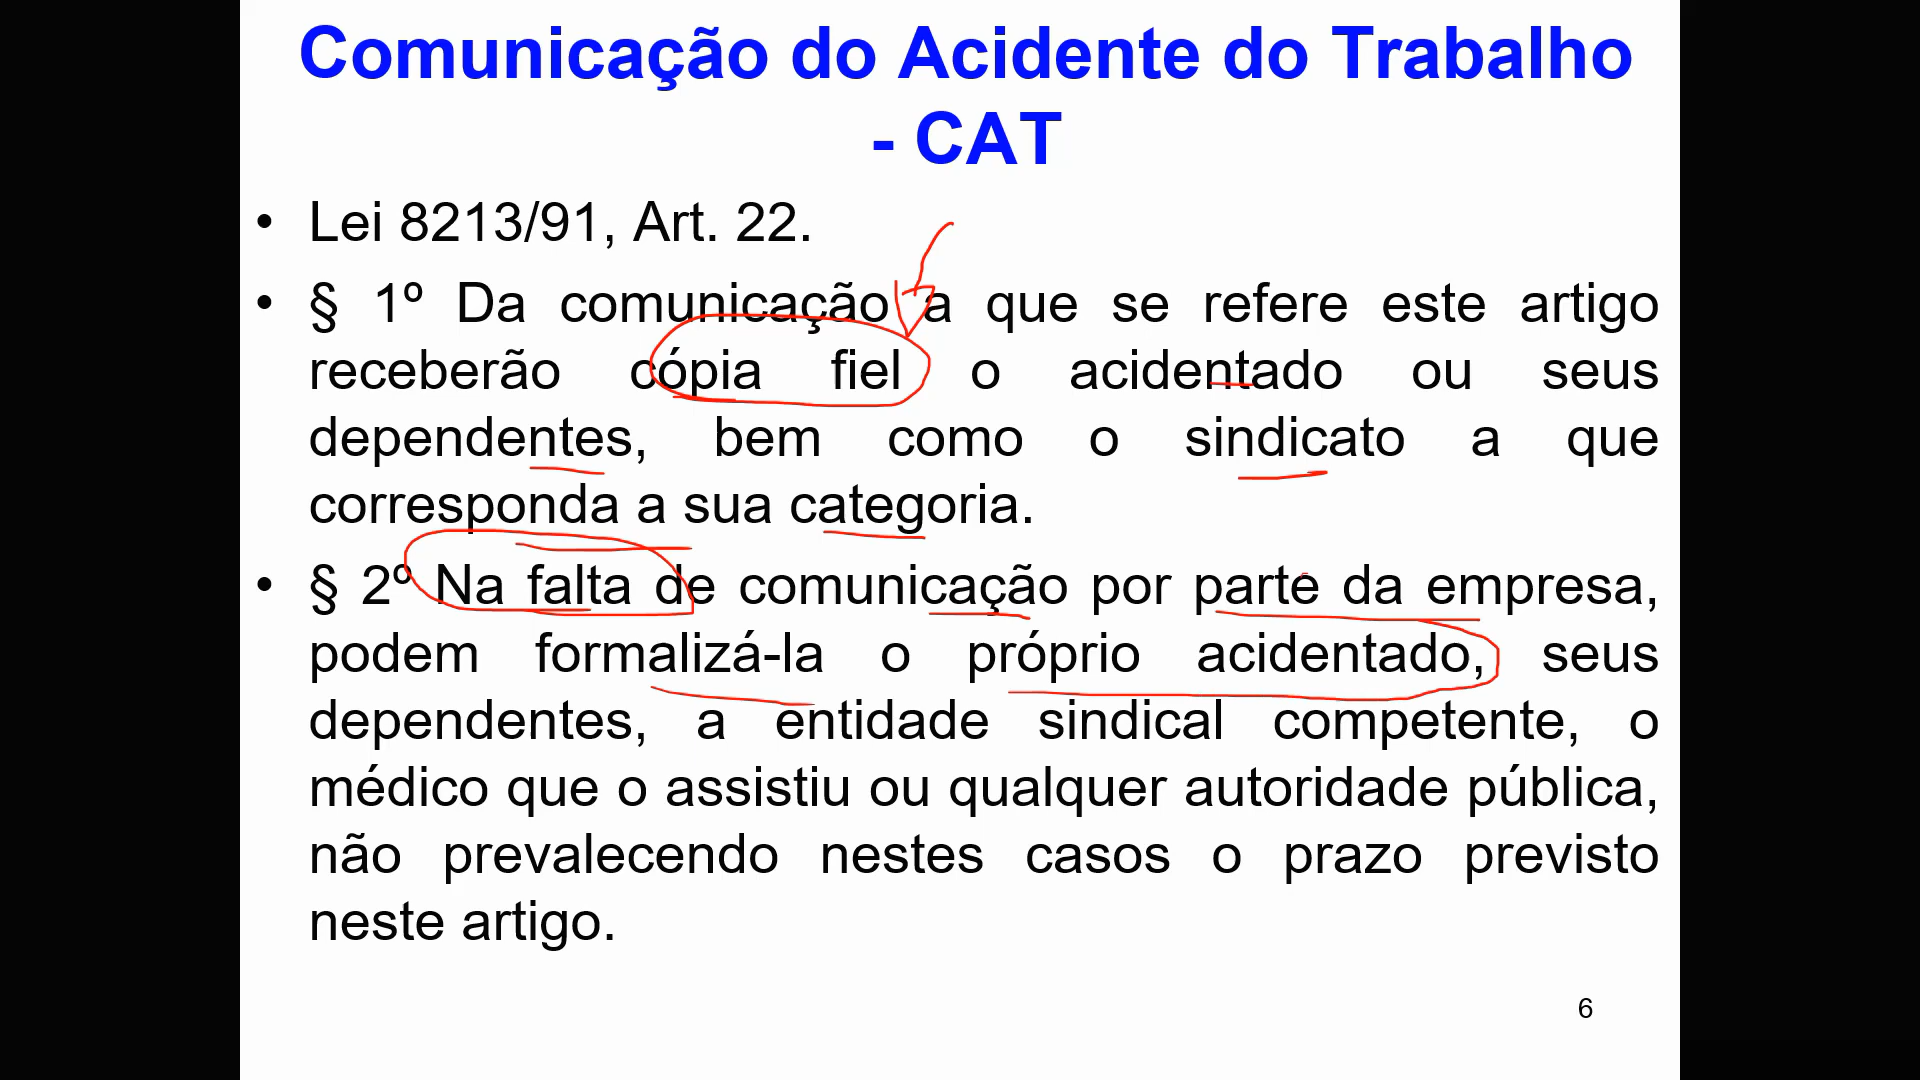 Comunicação do Acidente do Trabalho
- CAT
• Lei 8213/91, Art. 22.
• § 1º Da comunicação a que se refere este artigo
receberão cópia fiel o acidentado ou seus
dependentes, bem como o sindicato a que
corresponda a sua categoria.
• § 2º Na falta de comunicação por parte da empresa,
podem formalizá-la o próprio acidentado, seus
dependentes, a entidade sindical competente, o
médico que o assistiu ou qualquer autoridade pública,
não prevalecendo nestes casos o prazo previsto
neste artigo.
6